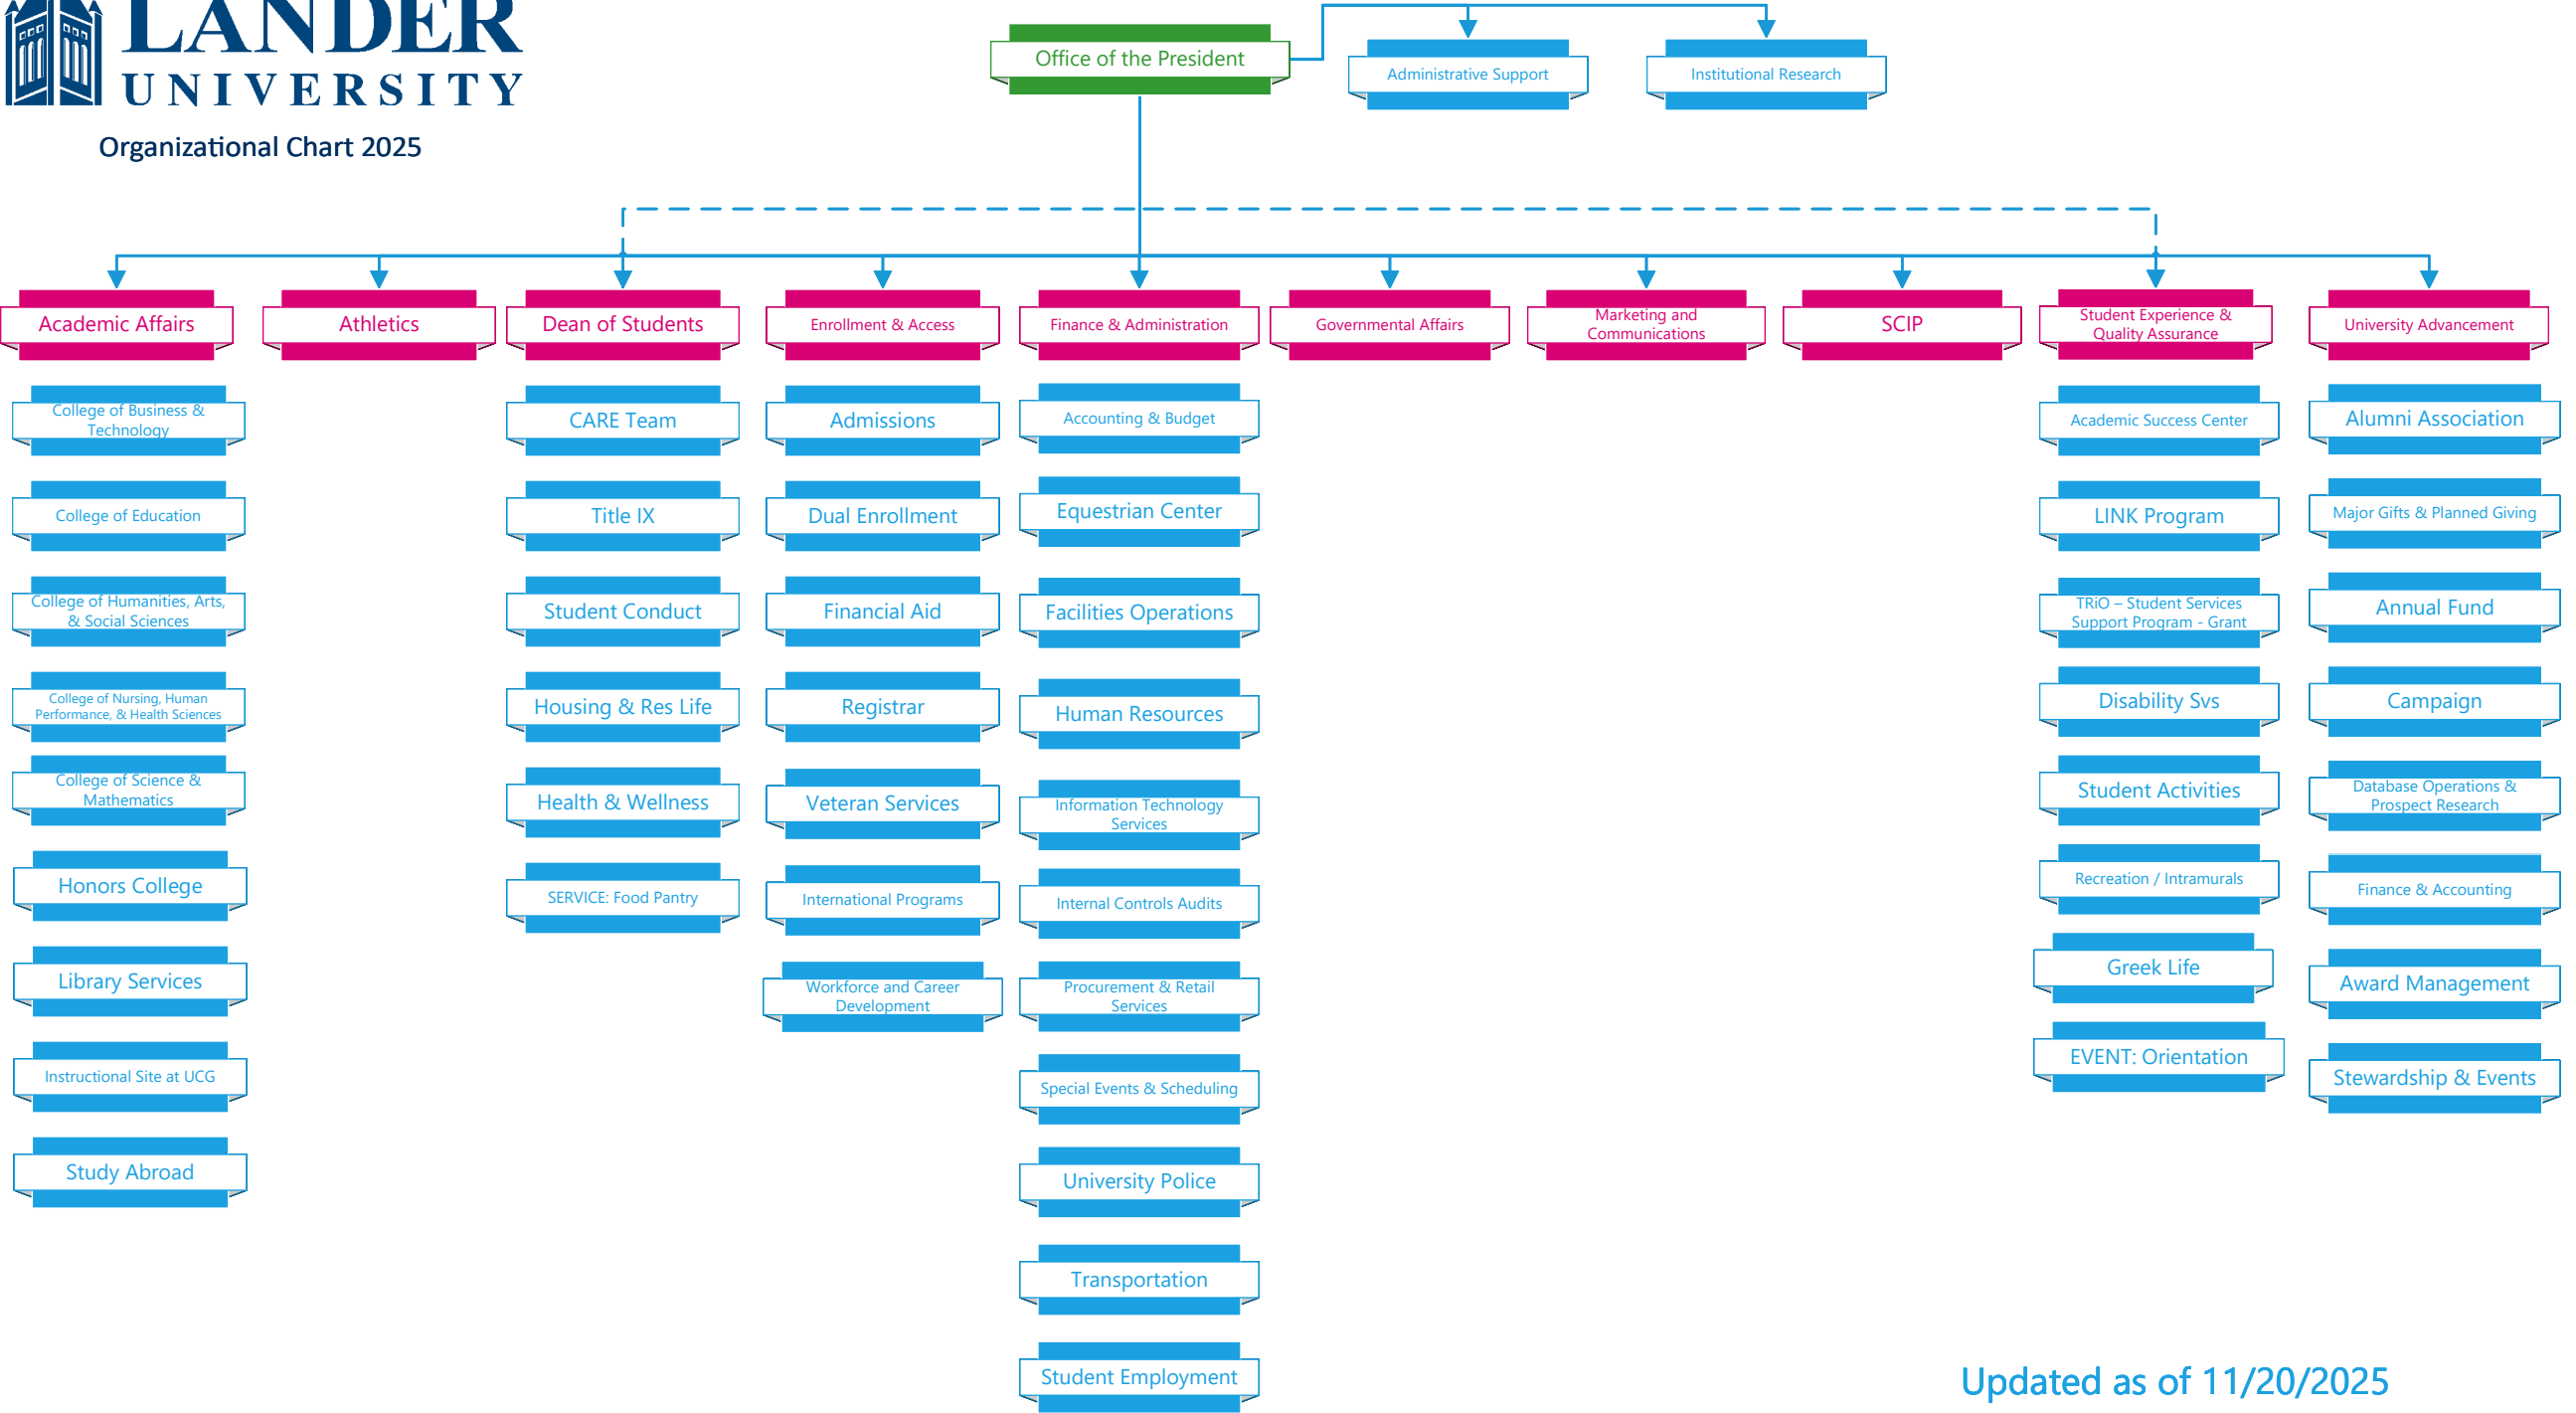 LANDER
UNIVERSITY
Organizational Chart 2025
Office of the President
Administrative Support
Institutional Research
Academic Affairs
Athletics
Dean of Students
Enrollment & Access
Finance & Administration
Governmental Affairs
Marketing and
Communications
SCIP
Student Experience &
Quality Assurance
University Advancement
College of Business &
Technology
College of Education
College of Humanities, Arts,
& Social Sciences
College of Nursing, Human
Performance, & Health Sciences
College of Science &
Mathematics
Honors College
Library Services
Instructional Site at UCG
Study Abroad
CARE Team
Title IX
Student Conduct
Housing & Res Life
Health & Wellness
SERVICE: Food Pantry
Admissions
Dual Enrollment
Financial Aid
Registrar
Veteran Services
International Programs
Workforce and Career
Development
Accounting & Budget
Equestrian Center
Facilities Operations
Human Resources
Information Technology
Services
Internal Controls Audits
Procurement & Retail
Services
Special Events & Scheduling
University Police
Transportation
Student Employment
Academic Success Center
LINK Program
TRiO – Student Services
Support Program - Grant
Disability Svs
Student Activities
Recreation / Intramurals
Greek Life
EVENT: Orientation
Alumni Association
Major Gifts & Planned Giving
Annual Fund
Campaign
Database Operations &
Prospect Research
Finance & Accounting
Award Management
Stewardship & Events
Updated as of 11/20/2025